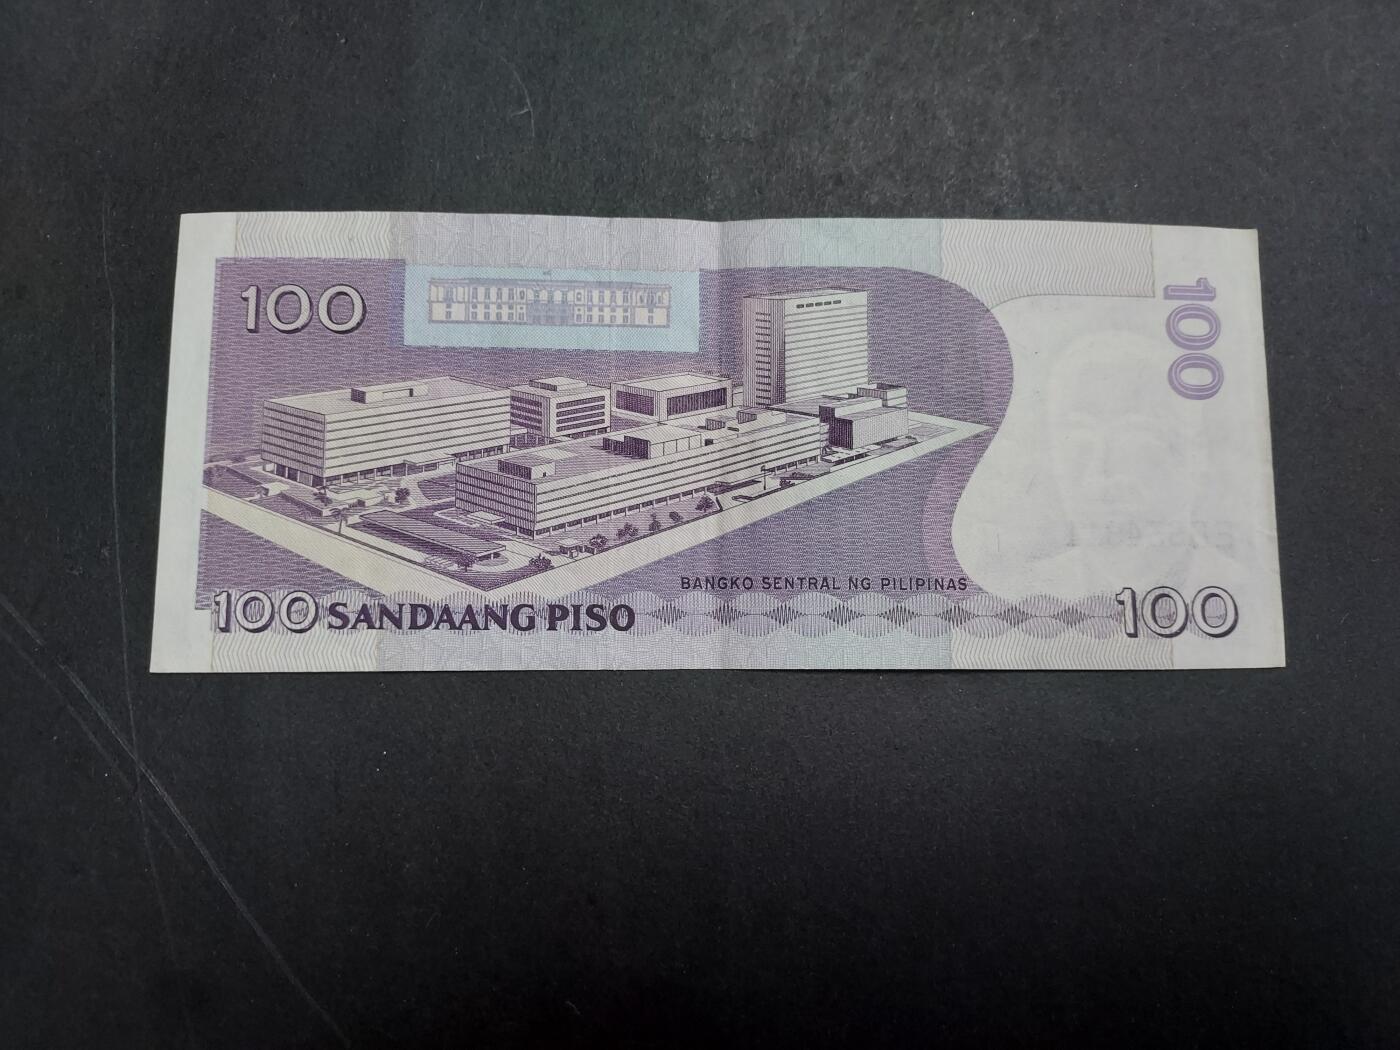 100
100
BANGKO SENTRAL NG PILIPINAS
100 SANDAANG PISO
100